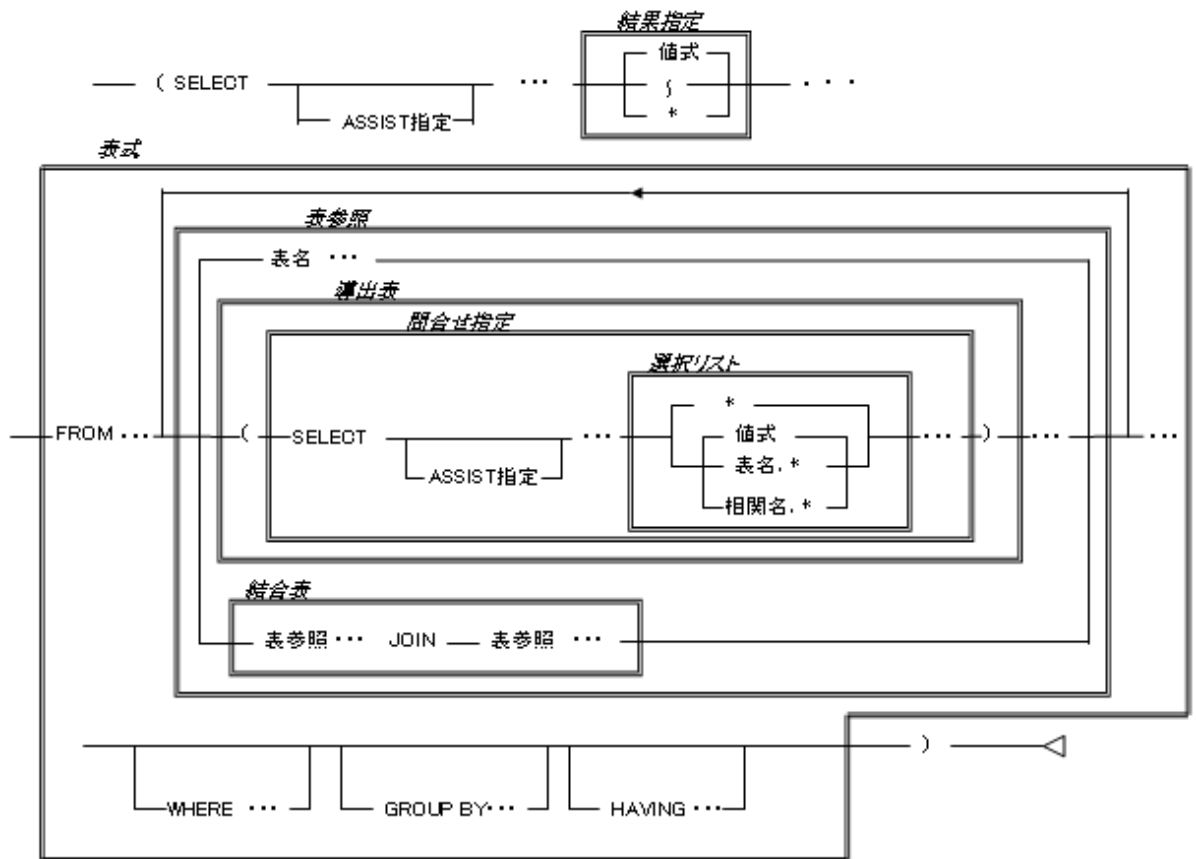 結果指定
値式
( SELECT ··· ∫ ···
ASSIST指定 *
表式
表参照
表名 ···
導出表
問合せ指定
選択リスト
*
FROM ··· ( SELECT ··· 値式 ··· ) ··· ···
ASSIST指定 表名.*
相関名.*
結合表
表参照 ··· JOIN 表参照 ···
)
WHERE ··· GROUP BY ··· HAVING ···